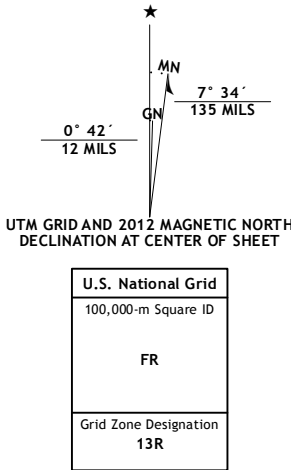 ★
MN
7° 34´
135 MILS
GN
0° 42´
12 MILS
UTM GRID AND 2012 MAGNETIC NORTH
DECLINATION AT CENTER OF SHEET
U.S. National Grid
100,000-m Square ID
FR
Grid Zone Designation
13R